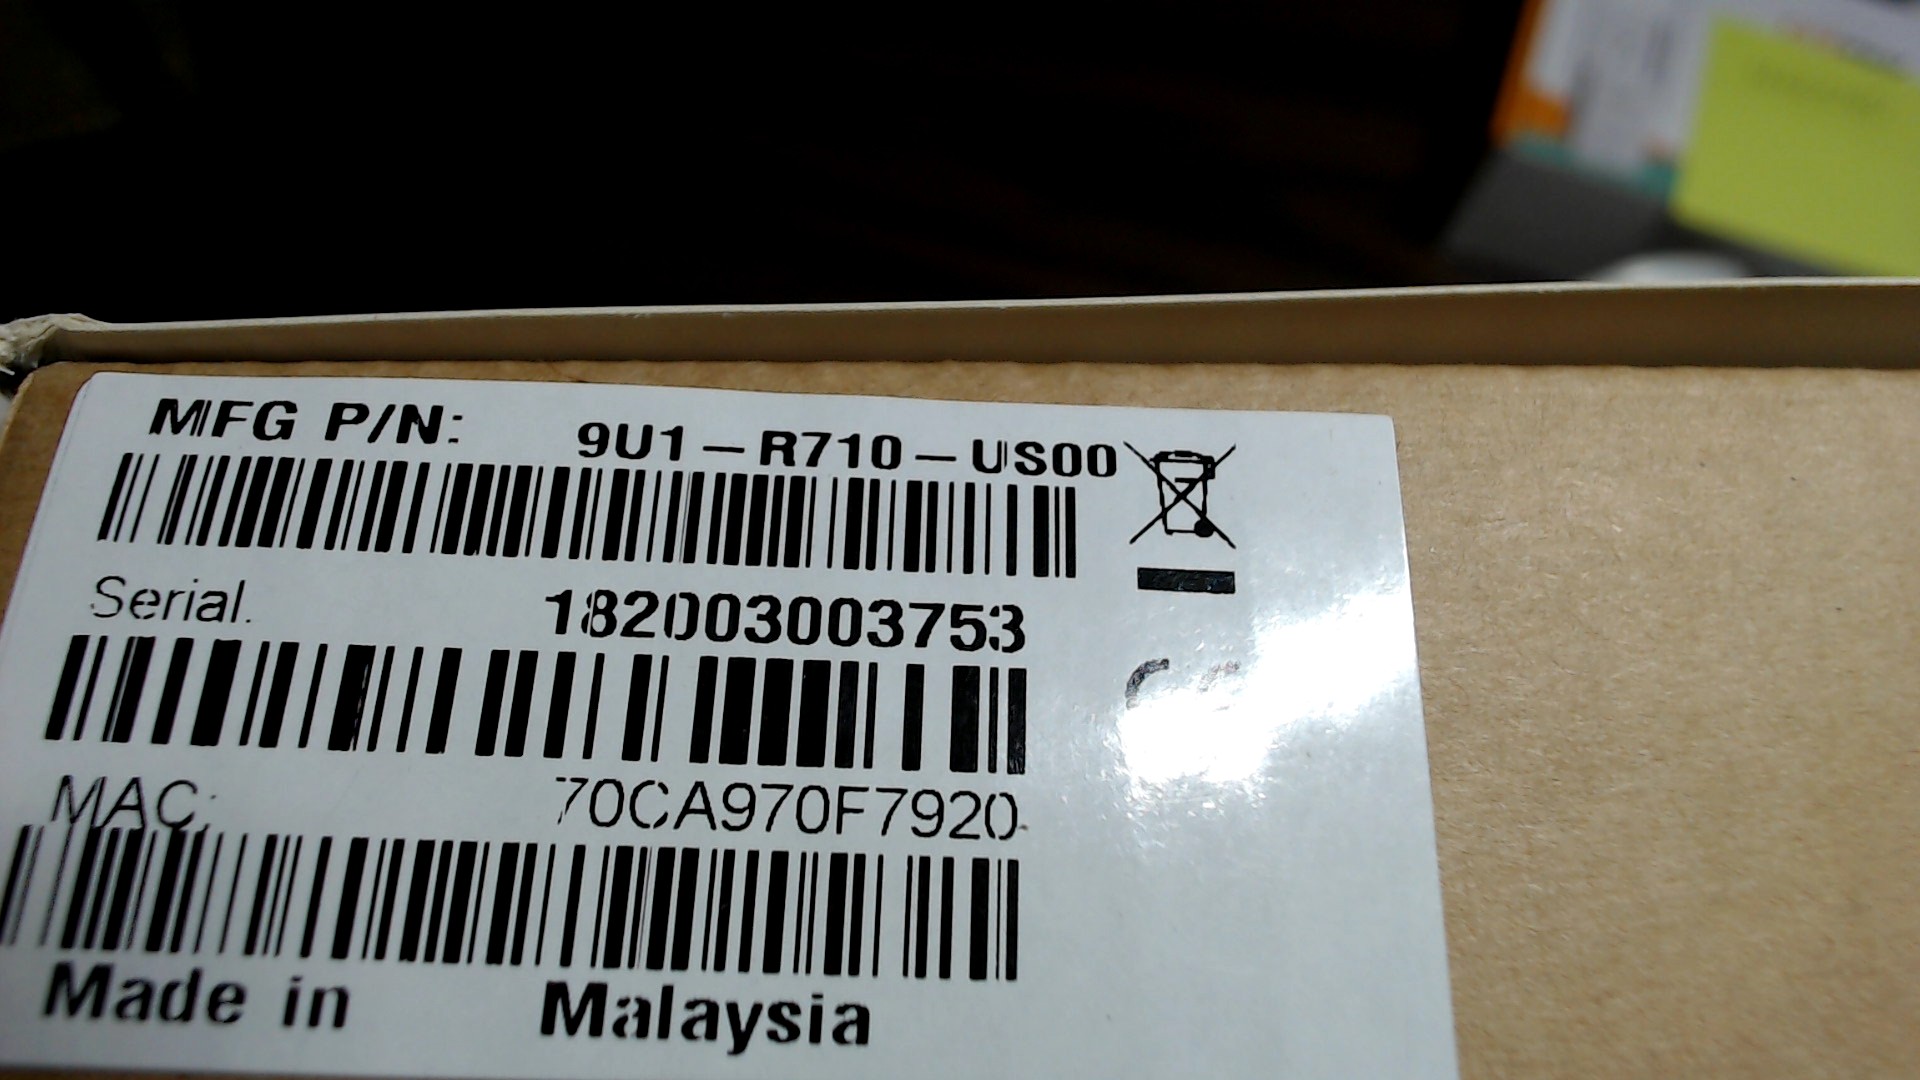 MFG P/N: 9U1-R710-US00
Serial. 182003003753
MAC: 70CA970F7920
Made in Malaysia